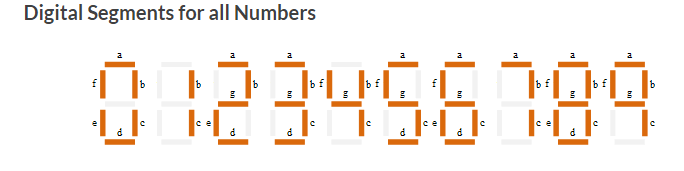 Digital Segments for all Numbers
a a a a a a a a
f b b b b f b f f b f b f b
g g g g g g g
e c c e c c c e c c e c c
d d d d d d